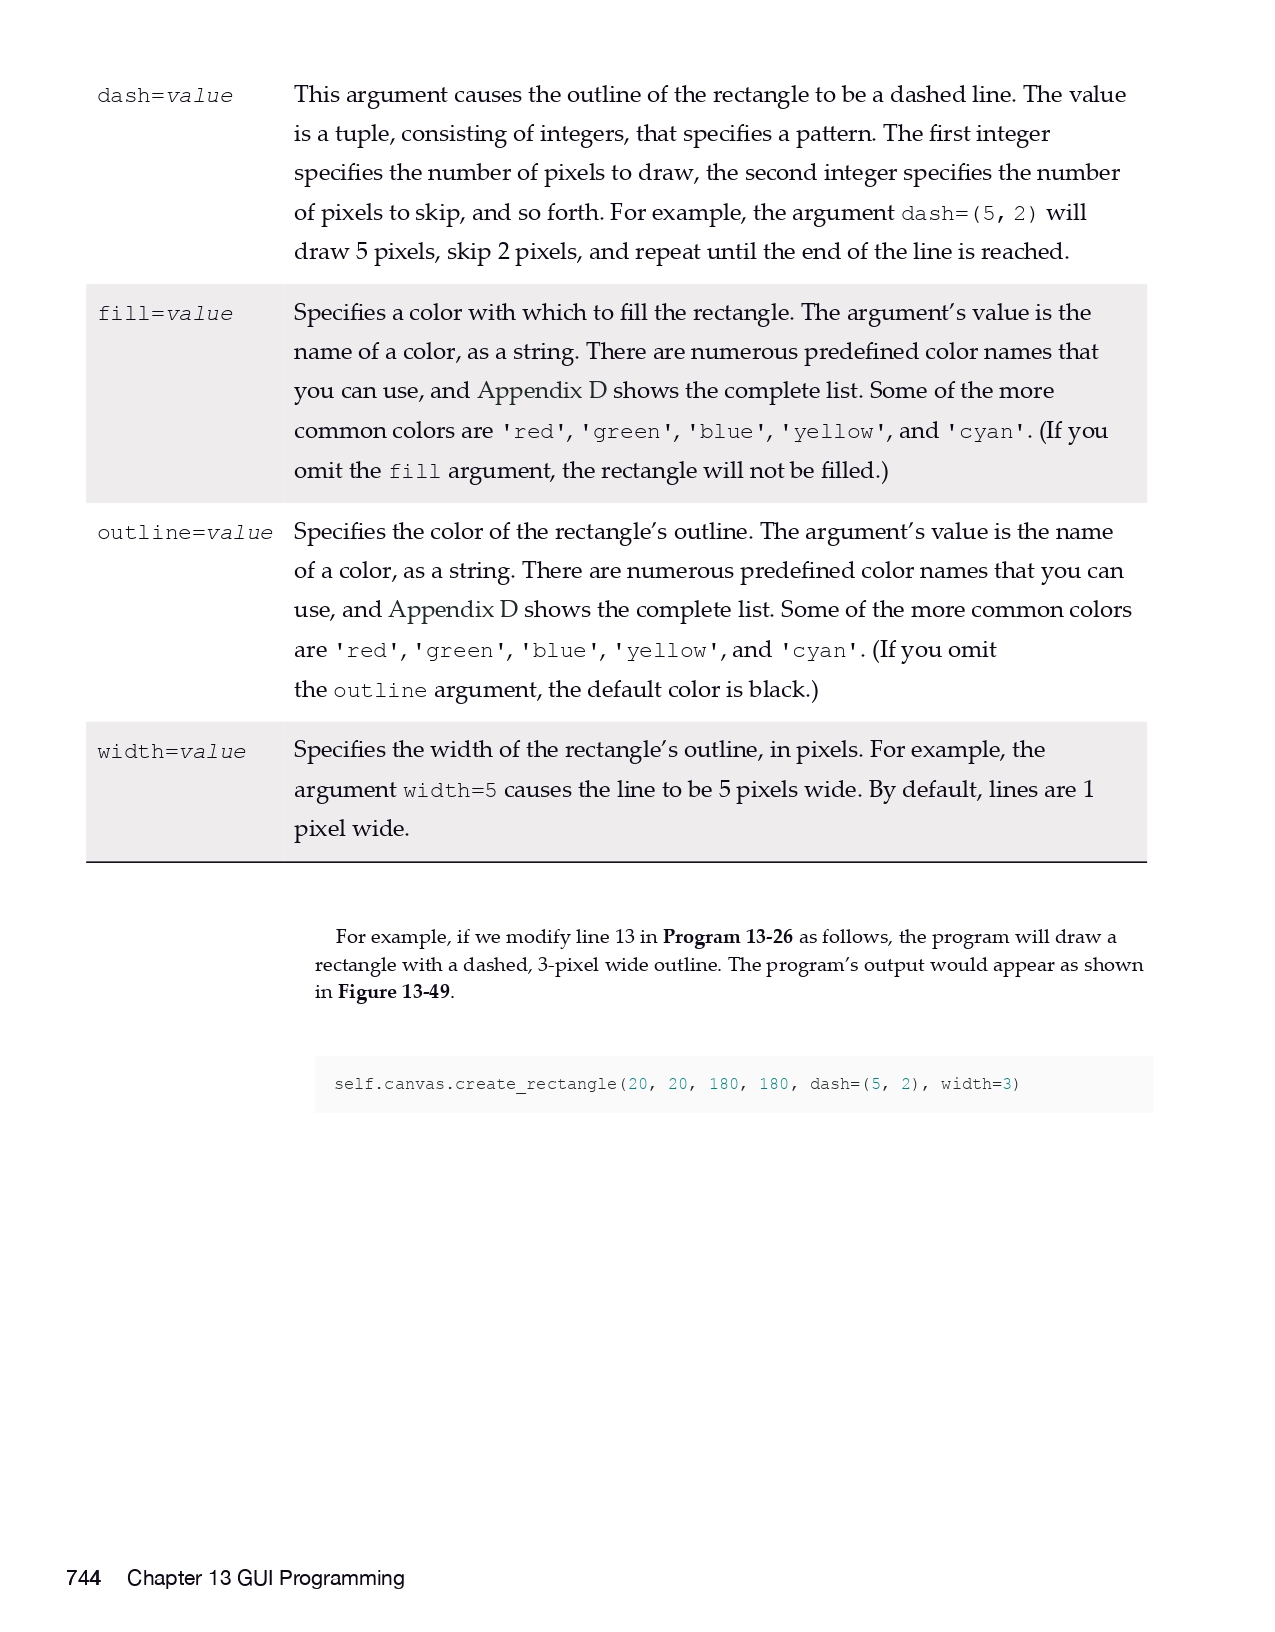 dash=value This argument causes the outline of the rectangle to be a dashed line. The value
is a tuple, consisting of integers, that specifies a pattern. The first integer
specifies the number of pixels to draw, the second integer specifies the number
of pixels to skip, and so forth. For example, the argument dash=(5, 2) will
draw 5 pixels, skip 2 pixels, and repeat until the end of the line is reached.
fill=value Specifies a color with which to fill the rectangle. The argument’s value is the
name of a color, as a string. There are numerous predefined color names that
you can use, and Appendix D shows the complete list. Some of the more
common colors are 'red', 'green', 'blue', 'yellow', and 'cyan'. (If you
omit the fill argument, the rectangle will not be filled.)
outline=value Specifies the color of the rectangle’s outline. The argument’s value is the name
of a color, as a string. There are numerous predefined color names that you can
use, and Appendix D shows the complete list. Some of the more common colors
are 'red', 'green', 'blue', 'yellow', and 'cyan'. (If you omit
the outline argument, the default color is black.)
width=value Specifies the width of the rectangle’s outline, in pixels. For example, the
argument width=5 causes the line to be 5 pixels wide. By default, lines are 1
pixel wide.
For example, if we modify line 13 in Program 13-26 as follows, the program will draw a
rectangle with a dashed, 3-pixel wide outline. The program’s output would appear as shown
in Figure 13-49.
self.canvas.create_rectangle(20, 20, 180, 180, dash=(5, 2), width=3)
744 Chapter 13 GUI Programming